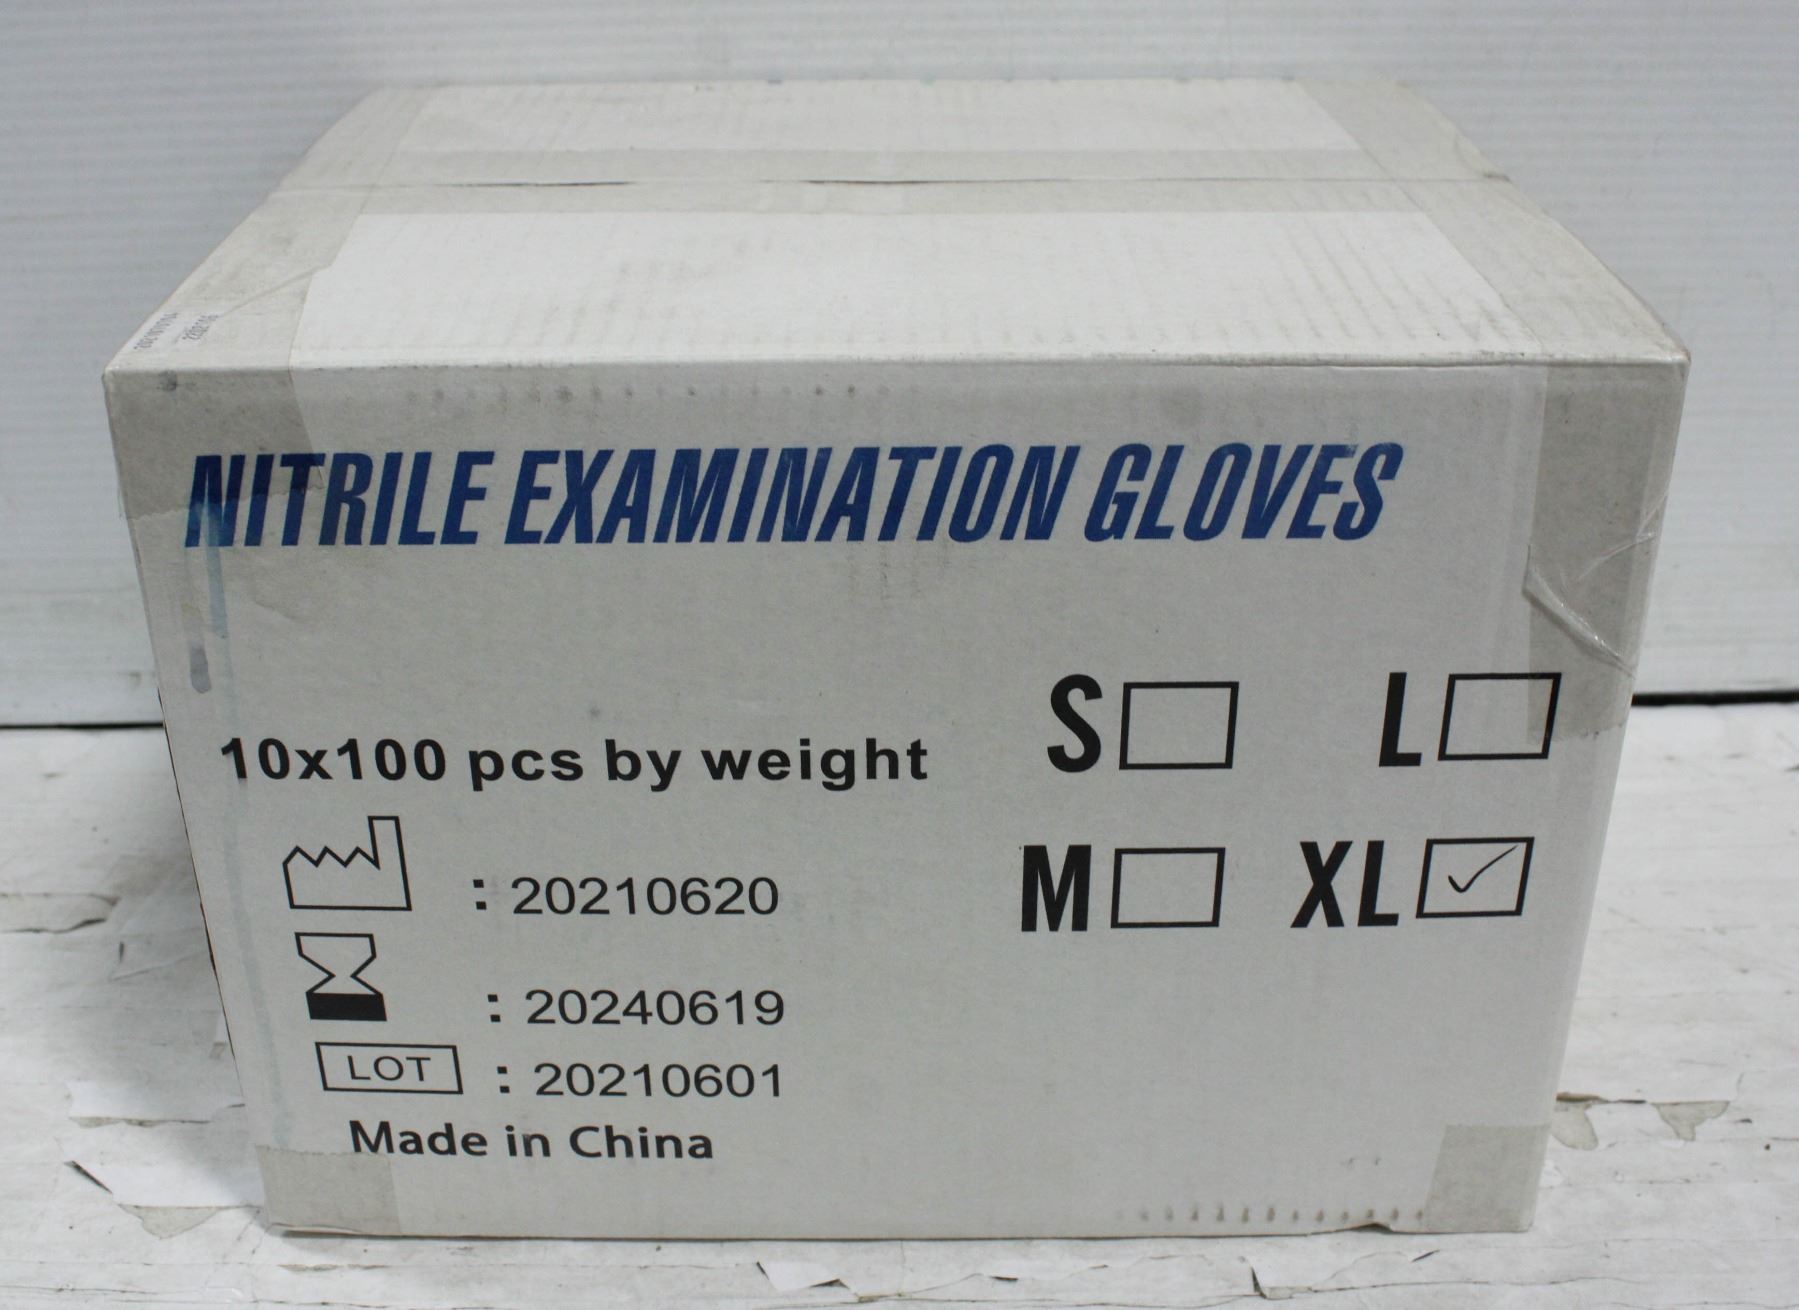 NITRILE EXAMINATION GLOVES
10x100 pcs by weight
S L
M XL
: 20210620
: 20240619
LOT : 20210601
Made in China